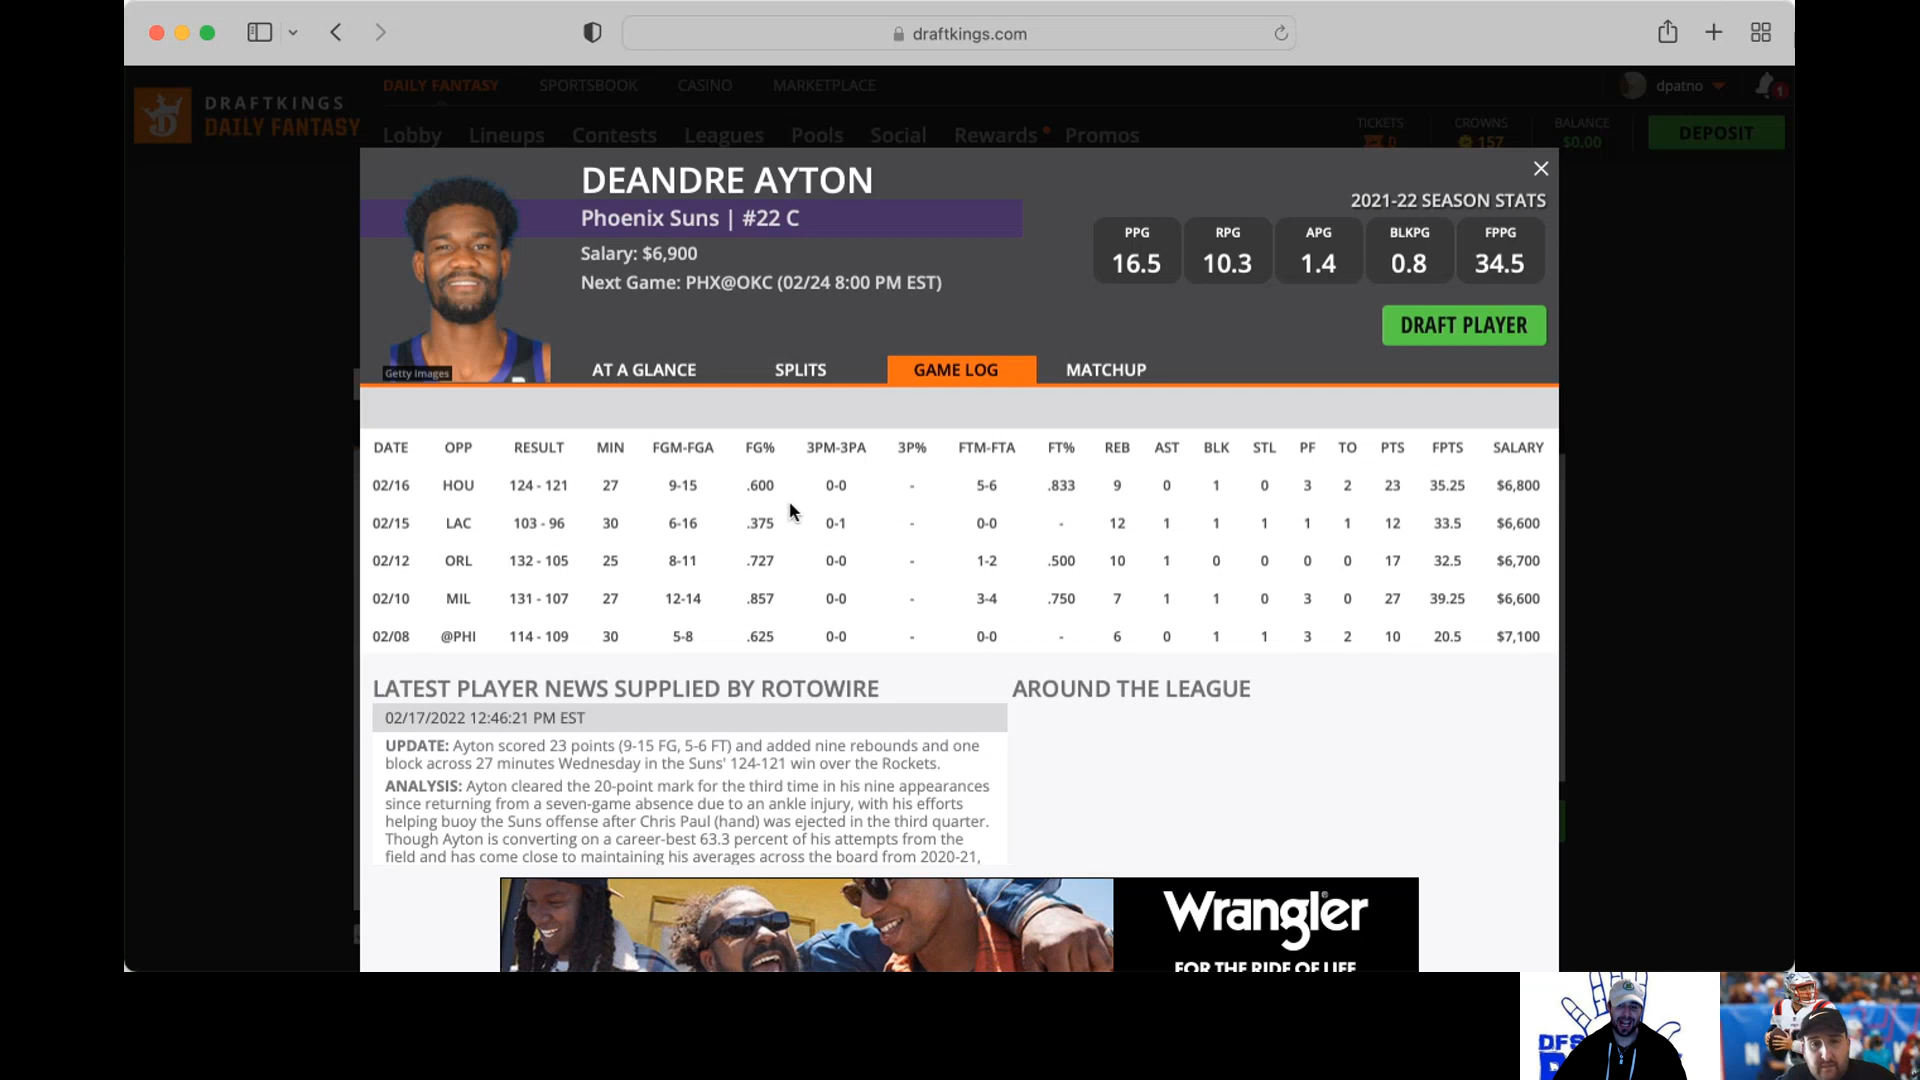 draftkings.com
DRAFTKINGS
DAILY FANTASY
DAILY FANTASY SPORTSBOOK CASINO MARKETPLACE
dpatno
1
Lobby Lineups Contests Leagues Pools Social Rewards Promos
TICKETS CROWNS BALANCE
0 157 $0.00
DEPOSIT
DEANDRE AYTON
Phoenix Suns | #22 C
Salary: $6,900
Next Game: PHX@OKC (02/24 8:00 PM EST)
Getty Images
2021-22 SEASON STATS
PPG RPG APG BLKPG FPPG
16.5 10.3 1.4 0.8 34.5
DRAFT PLAYER
AT A GLANCE SPLITS GAME LOG MATCHUP
DATE OPP RESULT MIN FGM-FGA FG% 3PM-3PA 3P% FTM-FTA FT% REB AST BLK STL PF TO PTS FPTS SALARY
02/16 HOU 124 - 121 27 9-15 .600 0-0 - 5-6 .833 9 0 1 0 3 2 23 35.25 $6,800
02/15 LAC 103 - 96 30 6-16 .375 0-1 - 0-0 - 12 1 1 1 1 1 12 33.5 $6,600
02/12 ORL 132 - 105 25 8-11 .727 0-0 - 1-2 .500 10 1 0 0 0 0 17 32.5 $6,700
02/10 MIL 131 - 107 27 12-14 .857 0-0 - 3-4 .750 7 1 1 0 3 0 27 39.25 $6,600
02/08 @PHI 114 - 109 30 5-8 .625 0-0 - 0-0 - 6 0 1 1 3 2 10 20.5 $7,100
LATEST PLAYER NEWS SUPPLIED BY ROTOWIRE
AROUND THE LEAGUE
02/17/2022 12:46:21 PM EST
UPDATE: Ayton scored 23 points (9-15 FG, 5-6 FT) and added nine rebounds and one
block across 27 minutes Wednesday in the Suns' 124-121 win over the Rockets.
ANALYSIS: Ayton cleared the 20-point mark for the third time in his nine appearances
since returning from a seven-game absence due to an ankle injury, with his efforts
helping buoy the Suns offense after Chris Paul (hand) was ejected in the third quarter.
Though Ayton is converting on a career-best 63.3 percent of his attempts from the
field and has come close to maintaining his averages across the board from 2020-21,
Wrangler
FOR THE RIDE OF LIFE
DFS